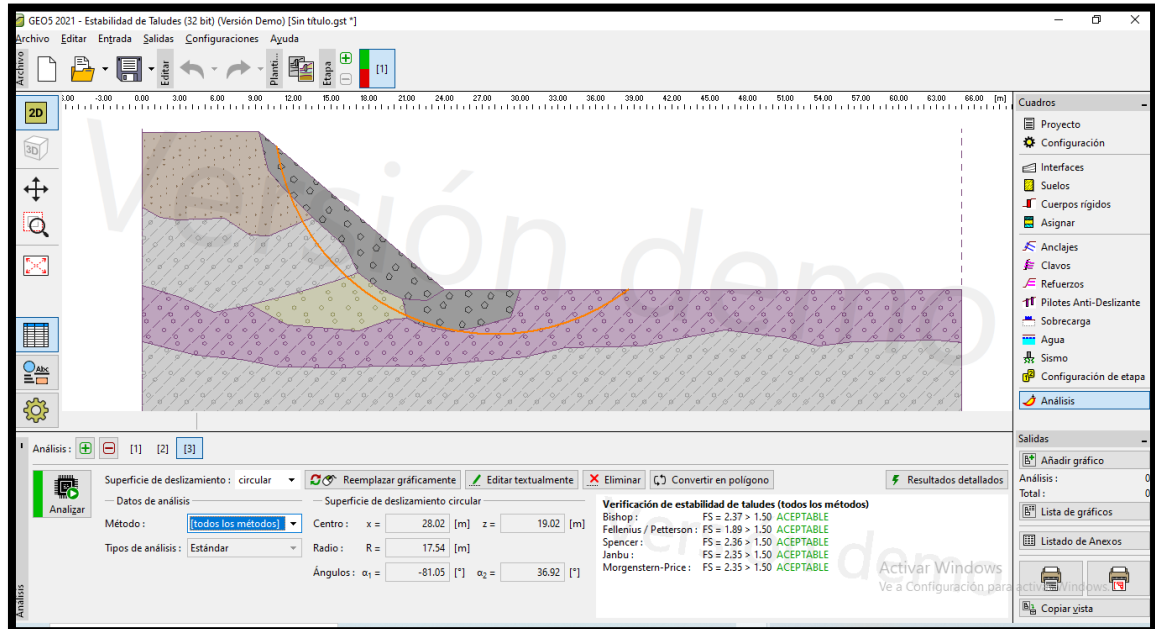 GEO5 2021 - Estabilidad de Taludes (32 bit) (Versión Demo) [Sin título.gst *]
Archivo Editar Entrada Salidas Configuraciones Ayuda
Archivo
Editar
Planti...
Etapa
[1]
-3.00 0.00 3.00 6.00 9.00 12.00 15.00 18.00 21.00 24.00 27.00 30.00 33.00 36.00 39.00 42.00 45.00 48.00 51.00 54.00 57.00 60.00 63.00 66.00 [m]
2D
3D
Versión demo
Abc
Cuadros
Proyecto
Configuración
Interfaces
Suelos
Cuerpos rígidos
Asignar
Anclajes
Clavos
Refuerzos
Pilotes Anti-Deslizante
Sobrecarga
Agua
Sismo
Configuración de etapa
Análisis
Análisis : [1] [2] [3]
Analizar
Superficie de deslizamiento : circular Reemplazar gráficamente Editar textualmente Eliminar Convertir en polígono Resultados detallados
Datos de análisis
Método : [todos los métodos]
Tipos de análisis : Estándar
Superficie de deslizamiento circular
Centro : x = 28.02 [m] z = 19.02 [m]
Radio : R = 17.54 [m]
Ángulos : α1 = -81.05 [°] α2 = 36.92 [°]
Verificación de estabilidad de taludes (todos los métodos)
Bishop : FS = 2.37 > 1.50 ACEPTABLE
Fellenius / Petterson : FS = 1.89 > 1.50 ACEPTABLE
Spencer : FS = 2.36 > 1.50 ACEPTABLE
Janbu : FS = 2.35 > 1.50 ACEPTABLE
Morgenstern-Price : FS = 2.35 > 1.50 ACEPTABLE
Activar Windows
Ve a Configuración para activar Windows.
Análisis
Salidas
Añadir gráfico
Análisis : 0
Total : 0
Lista de gráficos
Listado de Anexos
Copiar vista